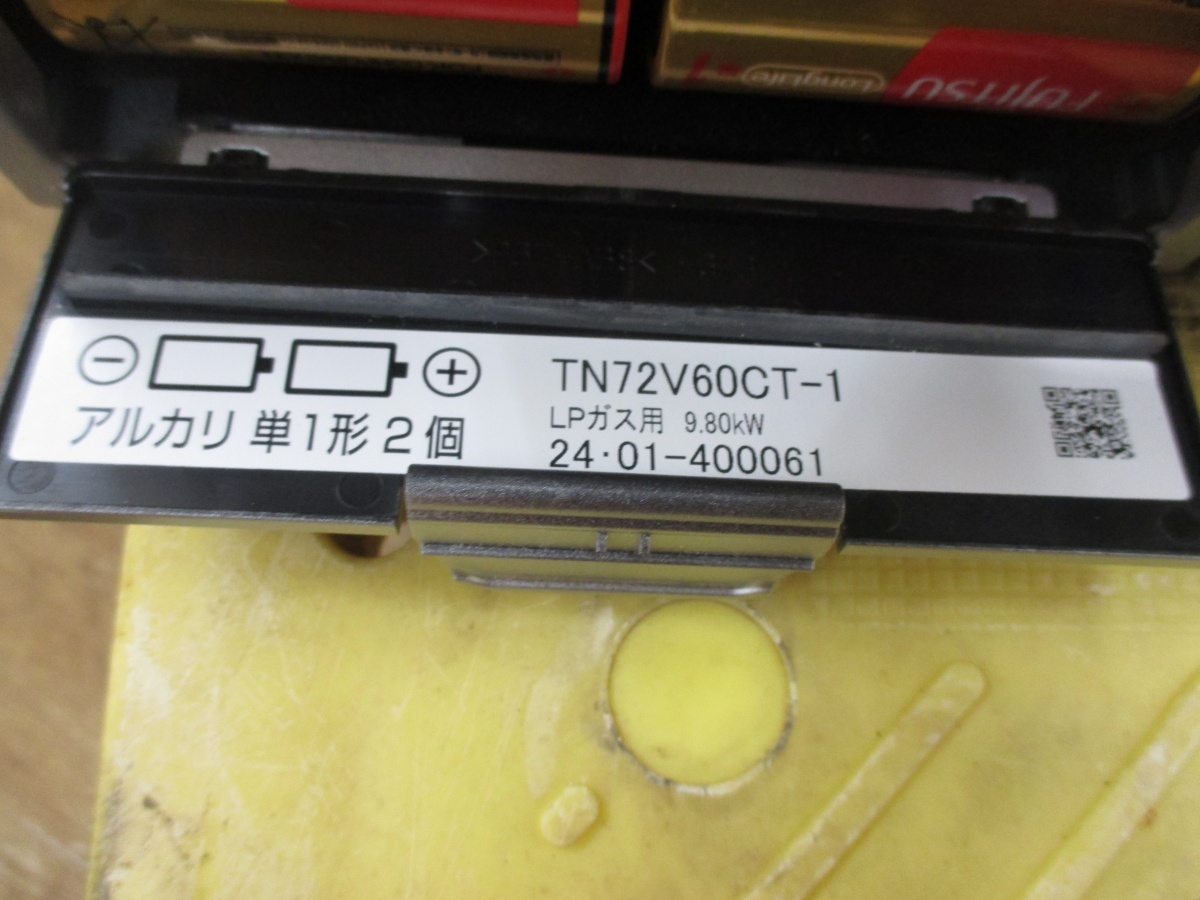 LongLife
FUJITSU
アルカリ 単1形 2個
TN72V60CT-1
LPガス用 9.80kW
24・01-400061